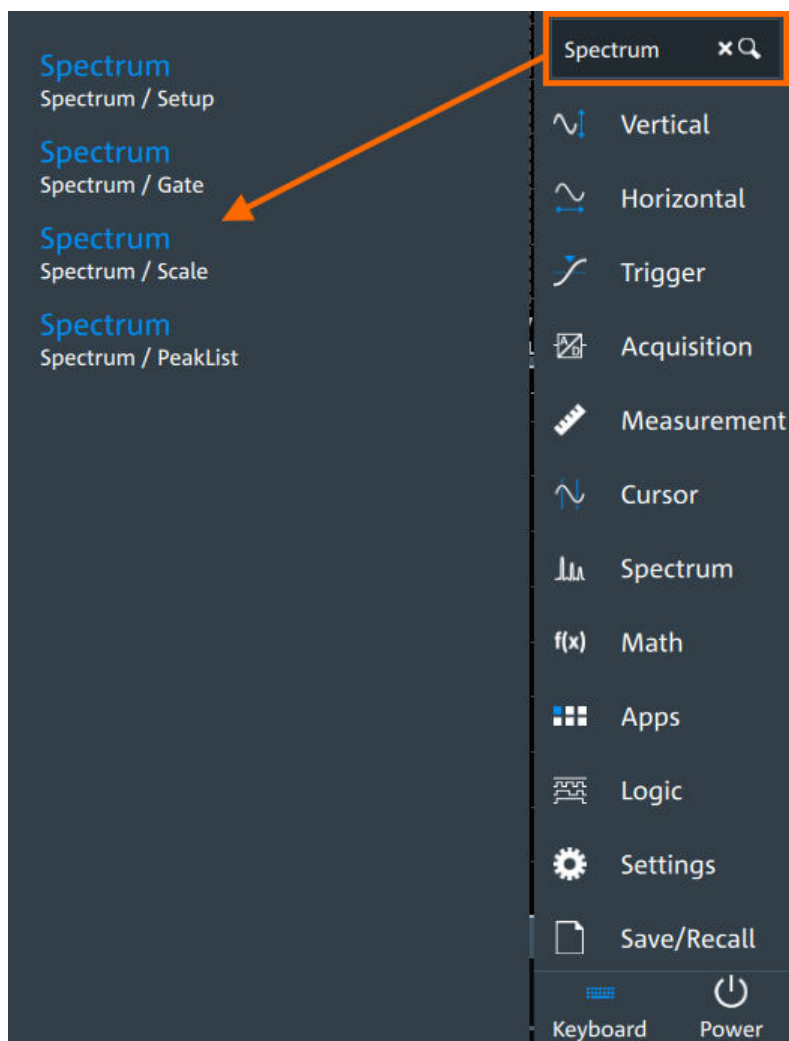 Spectrum
Spectrum / Setup
Spectrum
Spectrum / Gate
Spectrum
Spectrum / Scale
Spectrum
Spectrum / PeakList
Spectrum
Vertical
Horizontal
Trigger
A/D Acquisition
Measurement
Cursor
Spectrum
f(x) Math
Apps
Logic
Settings
Save/Recall
Keyboard Power